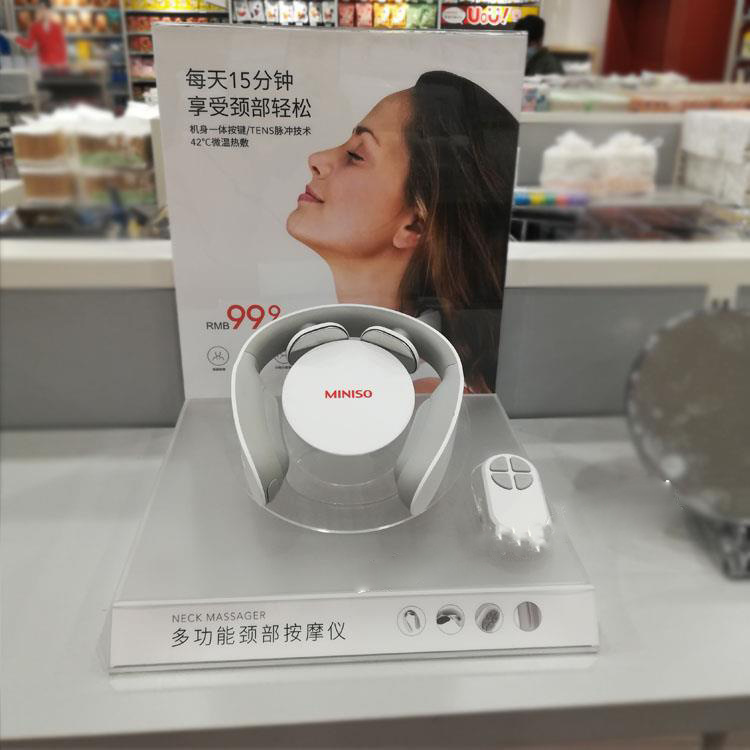 UoU!
每天15分钟
享受颈部轻松
机身一体按键/TENS脉冲技术
42℃微温热敷
RMB 99.9
MINISO
NECK MASSAGER
多功能颈部按摩仪